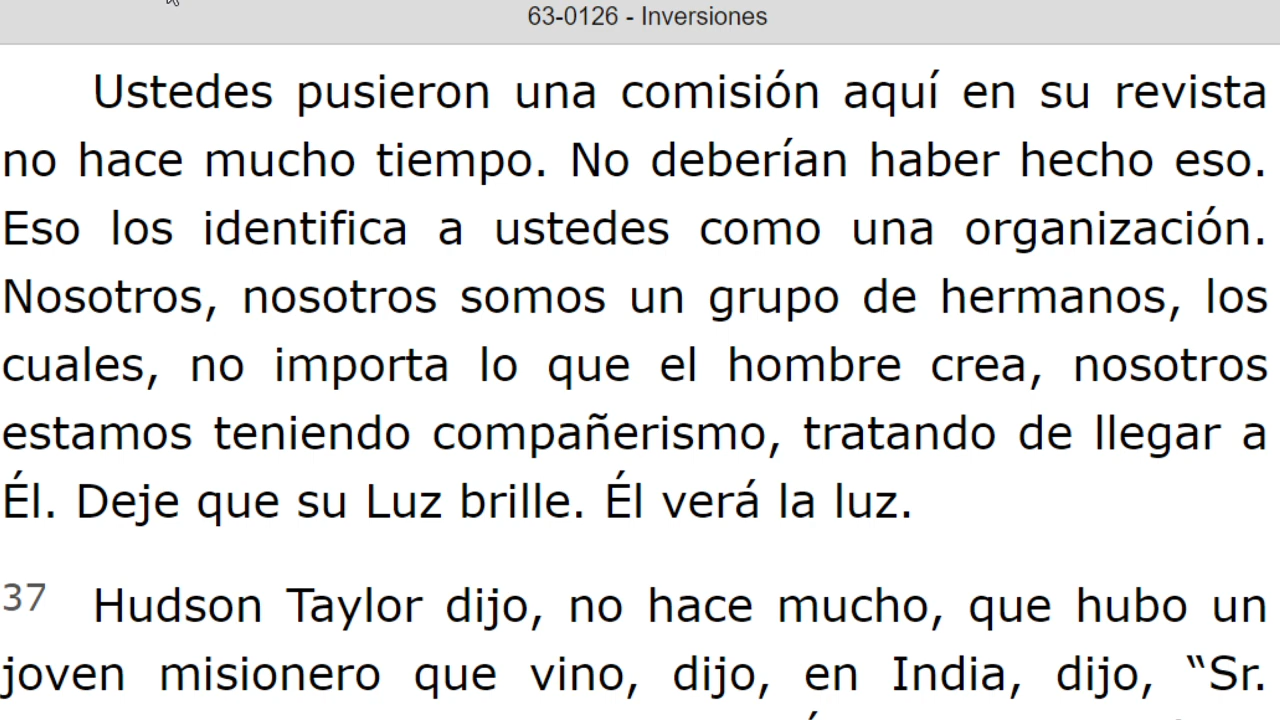 63-0126 - Inversiones
Ustedes pusieron una comisión aquí en su revista
no hace mucho tiempo. No deberían haber hecho eso.
Eso los identifica a ustedes como una organización.
Nosotros, nosotros somos un grupo de hermanos, los
cuales, no importa lo que el hombre crea, nosotros
estamos teniendo compañerismo, tratando de llegar a
Él. Deje que su Luz brille. Él verá la luz.
37 Hudson Taylor dijo, no hace mucho, que hubo un
joven misionero que vino, dijo, en India, dijo, “Sr.